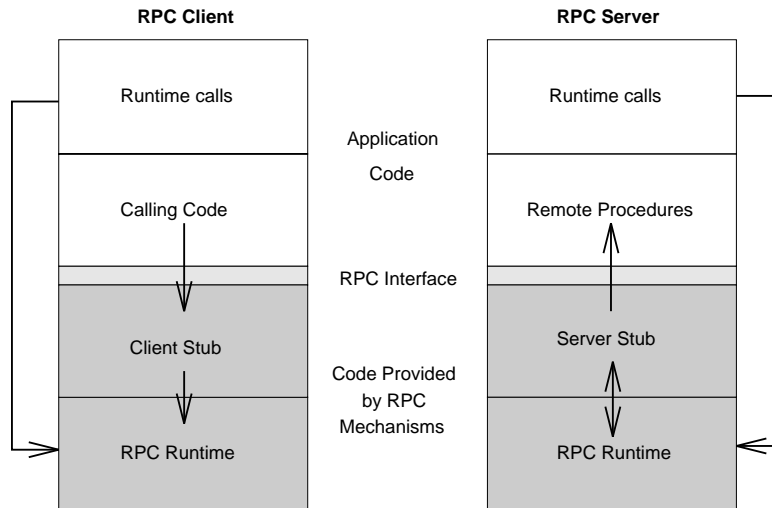 RPC Client
RPC Server
Runtime calls
Runtime calls
Application
Code
Calling Code
Remote Procedures
RPC Interface
Client Stub
Server Stub
Code Provided
by RPC
Mechanisms
RPC Runtime
RPC Runtime